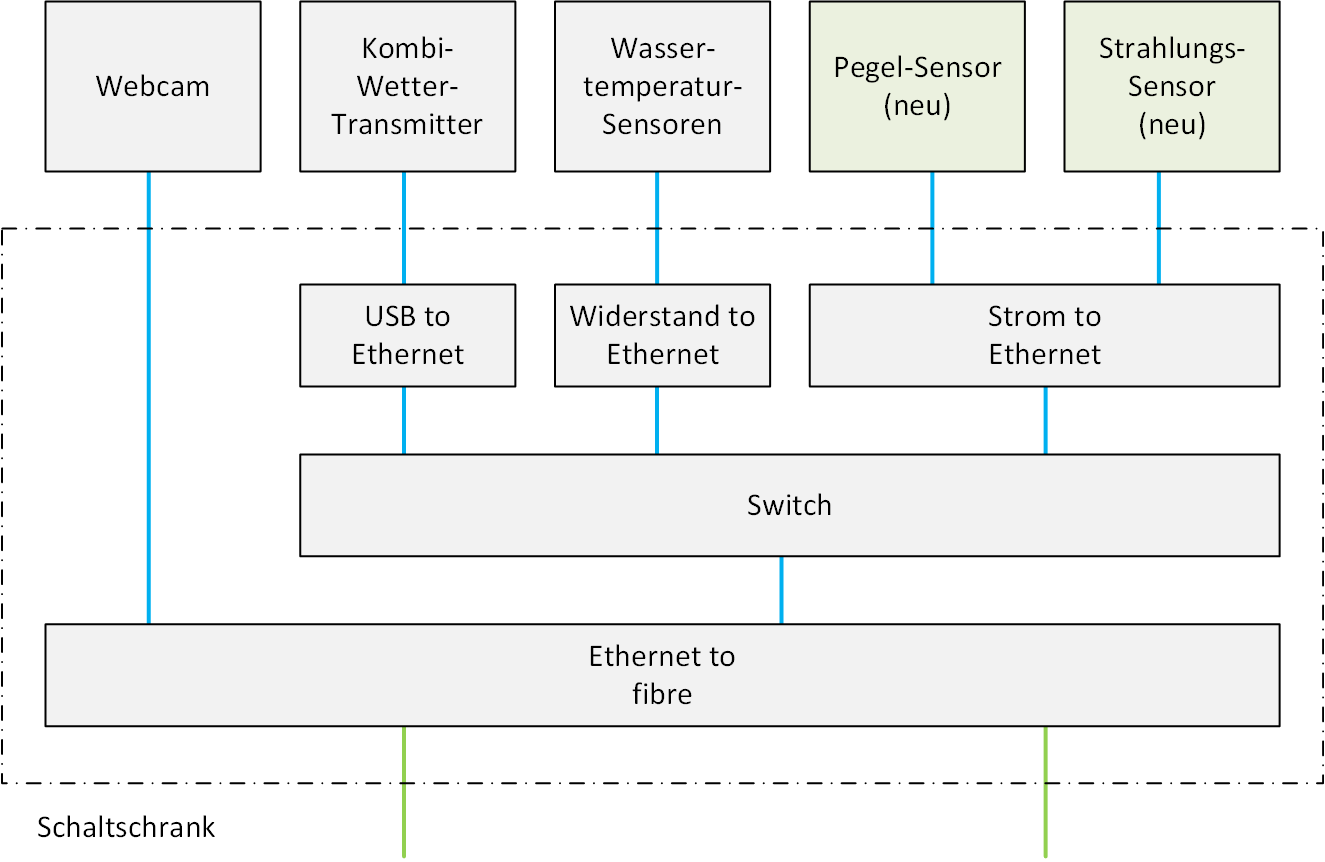 Webcam
Kombi-
Wetter-
Transmitter
Wasser-
temperatur-
Sensoren
Pegel-Sensor
(neu)
Strahlungs-
Sensor
(neu)
USB to
Ethernet
Widerstand to
Ethernet
Strom to
Ethernet
Switch
Ethernet to
fibre
Schaltschrank